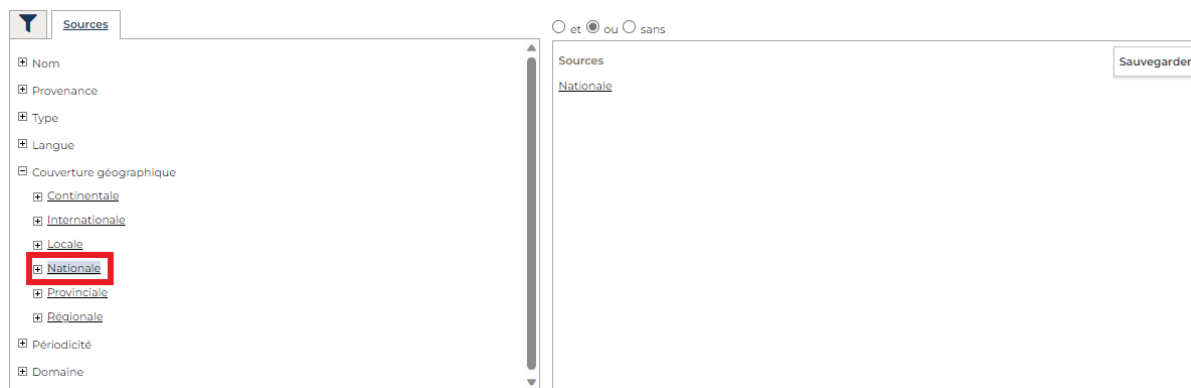 Sources
Nom
Provenance
Type
Langue
Couverture géographique
Continentale
Internationale
Locale
Nationale
Provinciale
Régionale
Périodicité
Domaine
et ou sans
Sources
Sauvegarder
Nationale